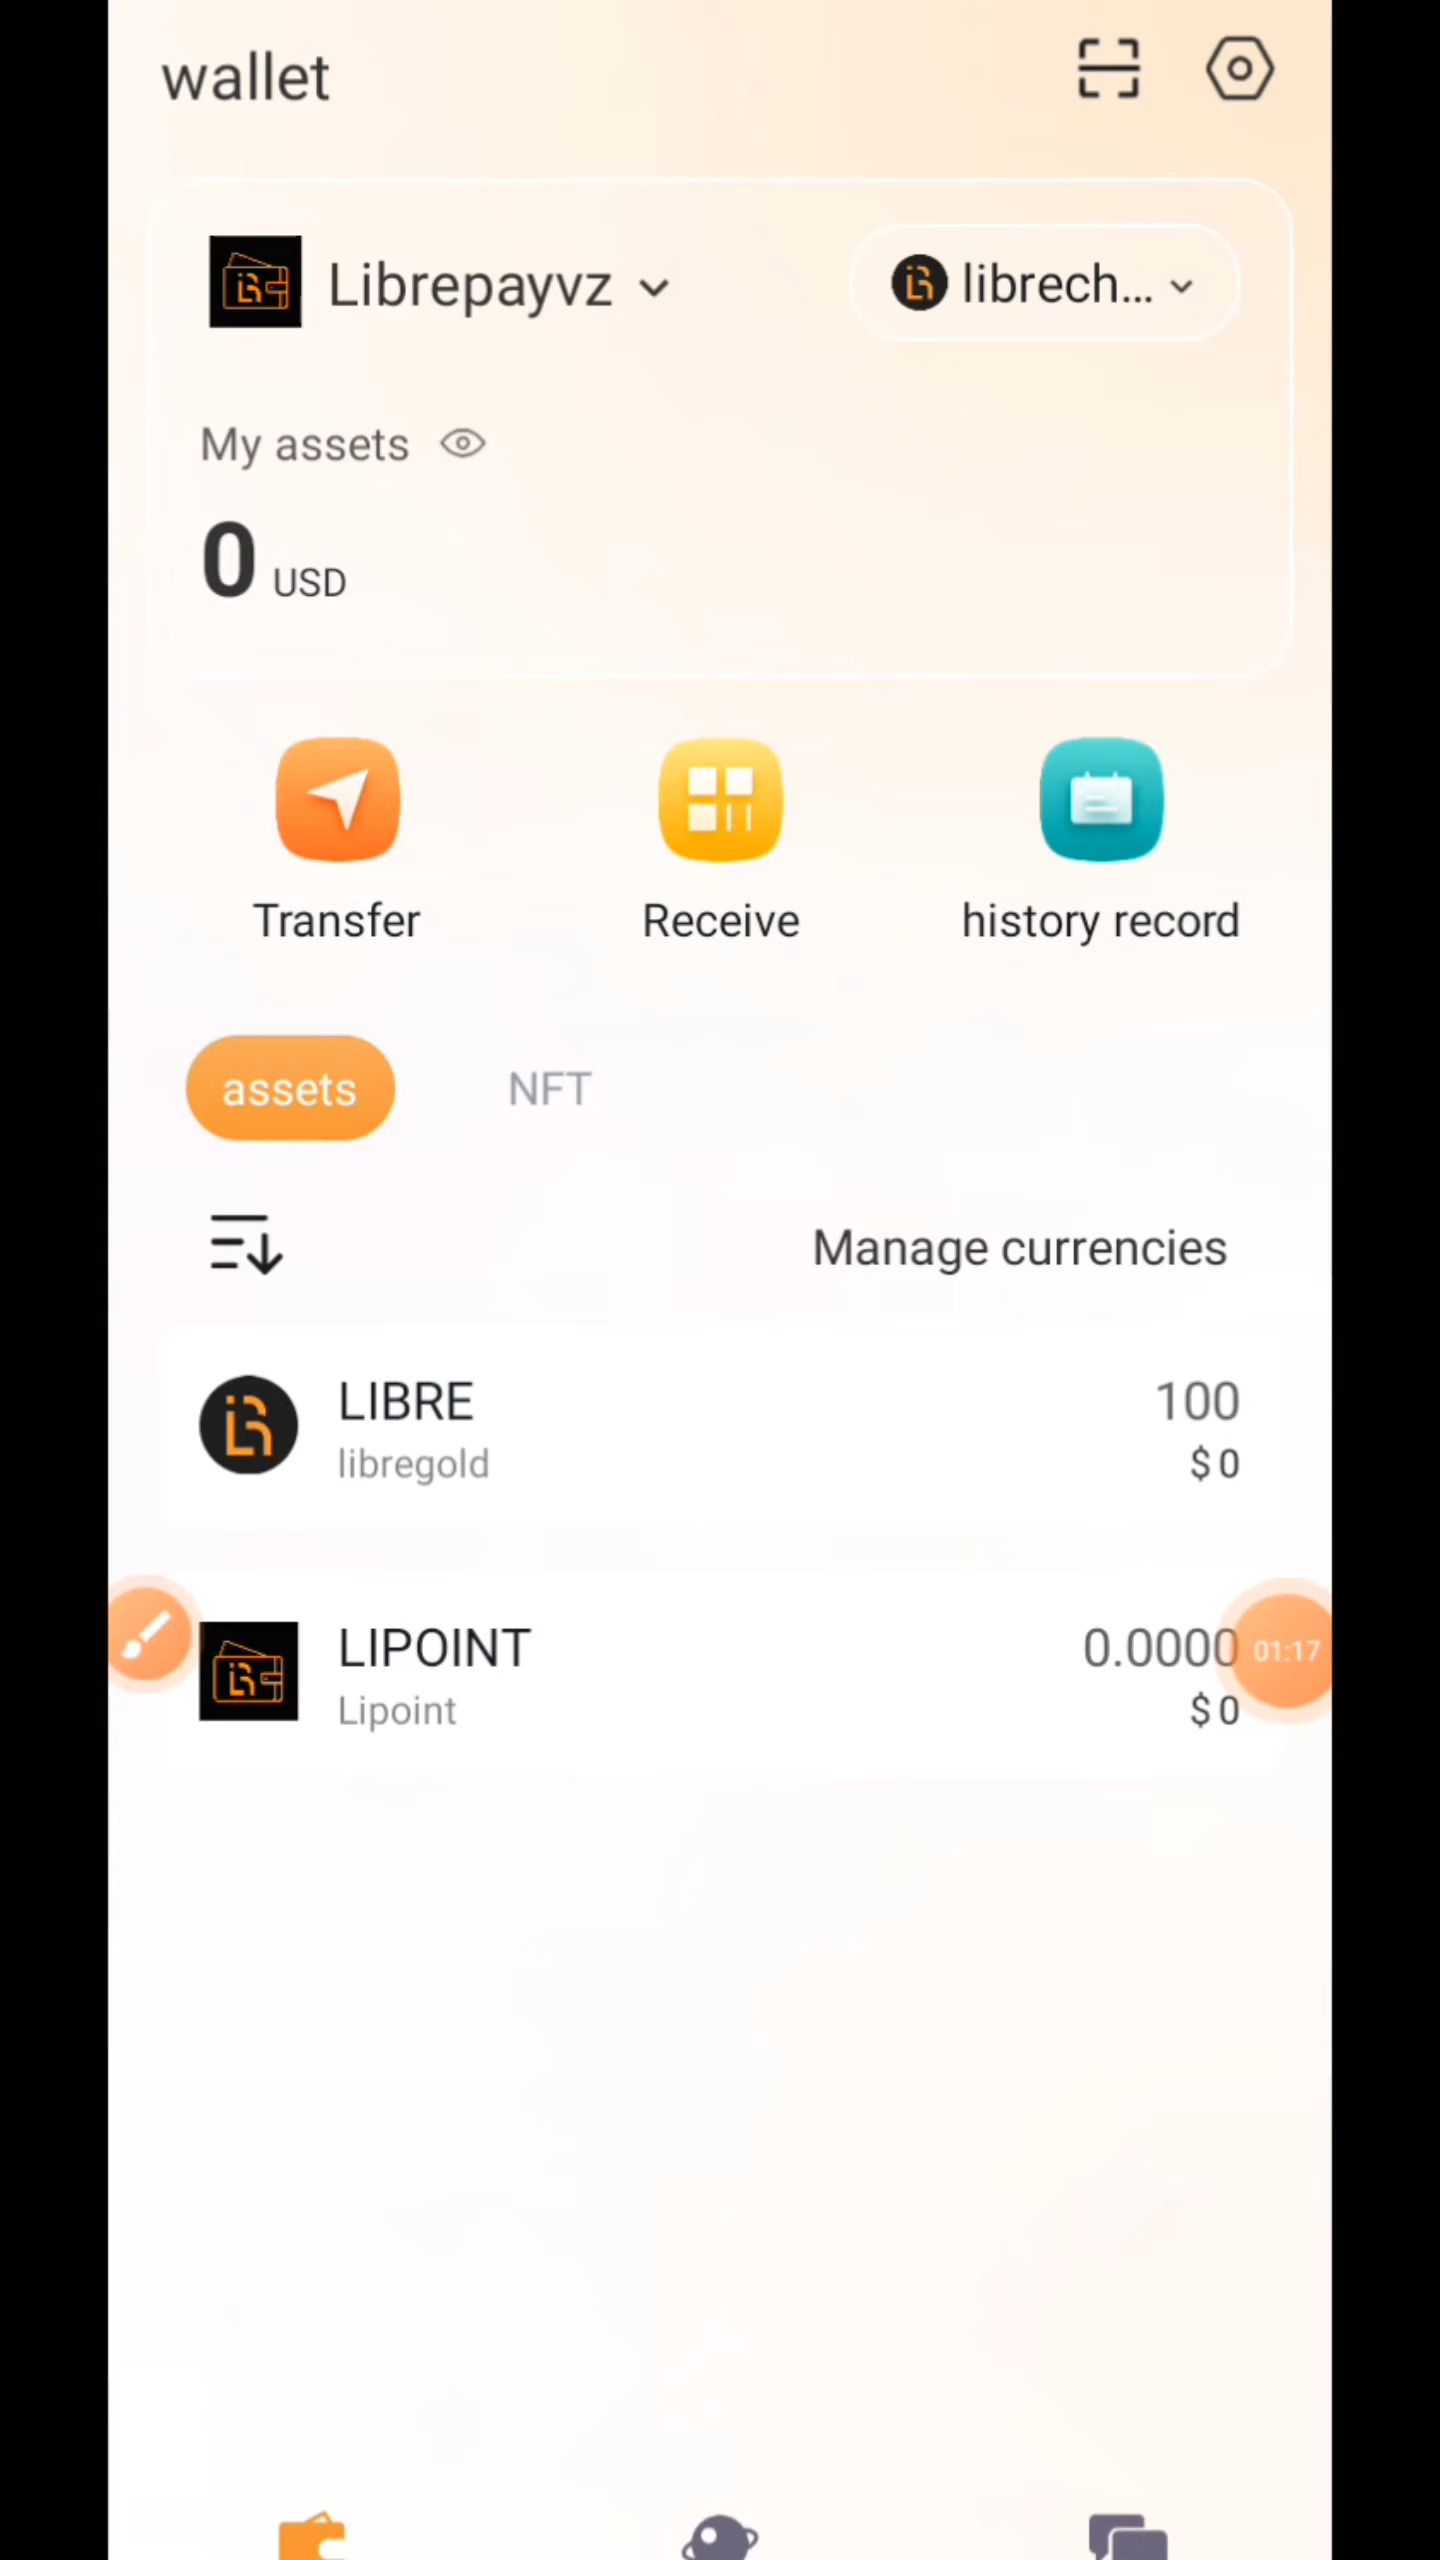 wallet
Librepayvz
librech...
My assets
0 USD
Transfer
Receive
history record
assets
NFT
Manage currencies
LIBRE
100
libregold
$ 0
LIPOINT
0.0000
01:17
Lipoint
$ 0